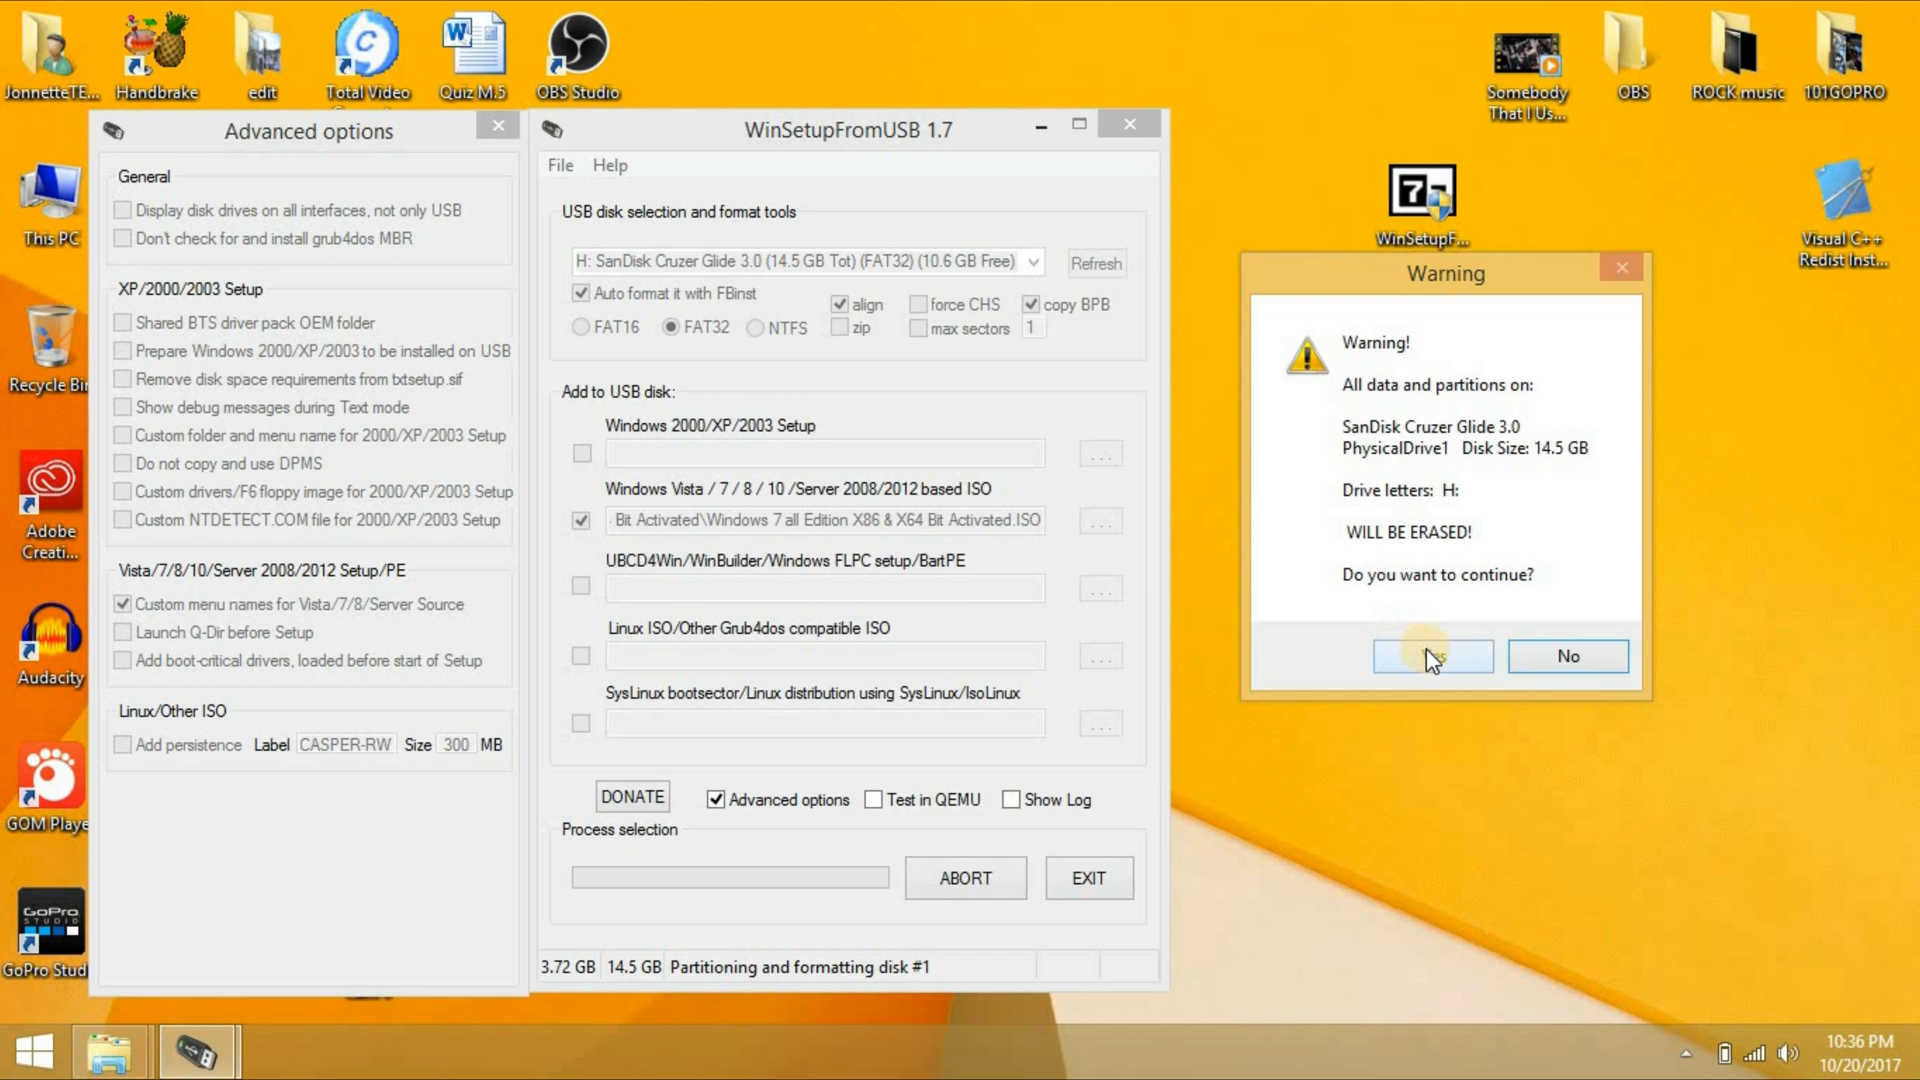 JonnetteTE...
Handbrake
edit
Total Video
Quiz M.5
OBS Studio
Somebody
That I Us...
OBS
ROCK music
101GOPRO
This PC
Recycle Bin
Adobe
Creati...
Audacity
GOM Playe
GoPro Stud
GoPro
STUDIO
WinSetupF...
Visual C++
Redist Inst...
Advanced options
General
Display disk drives on all interfaces, not only USB
Don't check for and install grub4dos MBR
XP/2000/2003 Setup
Shared BTS driver pack OEM folder
Prepare Windows 2000/XP/2003 to be installed on USB
Remove disk space requirements from txtsetup.sif
Show debug messages during Text mode
Custom folder and menu name for 2000/XP/2003 Setup
Do not copy and use DPMS
Custom drivers/F6 floppy image for 2000/XP/2003 Setup
Custom NTDETECT.COM file for 2000/XP/2003 Setup
Vista/7/8/10/Server 2008/2012 Setup/PE
Custom menu names for Vista/7/8/Server Source
Launch Q-Dir before Setup
Add boot-critical drivers, loaded before start of Setup
Linux/Other ISO
Add persistence Label CASPER-RW Size 300 MB
WinSetupFromUSB 1.7
File Help
USB disk selection and format tools
H: SanDisk Cruzer Glide 3.0 (14.5 GB Tot) (FAT32) (10.6 GB Free) Refresh
Auto format it with FBinst
align force CHS copy BPB
FAT16 FAT32 NTFS zip max sectors 1
Add to USB disk:
Windows 2000/XP/2003 Setup
...
Windows Vista / 7 / 8 / 10 /Server 2008/2012 based ISO
- Bit Activated\Windows 7 all Edition X86 & X64 Bit Activated.ISO ...
UBCD4Win/WinBuilder/Windows FLPC setup/BartPE
...
Linux ISO/Other Grub4dos compatible ISO
...
SysLinux bootsector/Linux distribution using SysLinux/IsoLinux
...
DONATE Advanced options Test in QEMU Show Log
Process selection
ABORT EXIT
3.72 GB 14.5 GB Partitioning and formatting disk #1
Warning
Warning!
All data and partitions on:
SanDisk Cruzer Glide 3.0
PhysicalDrive1 Disk Size: 14.5 GB
Drive letters: H:
WILL BE ERASED!
Do you want to continue?
No
10:36 PM
10/20/2017